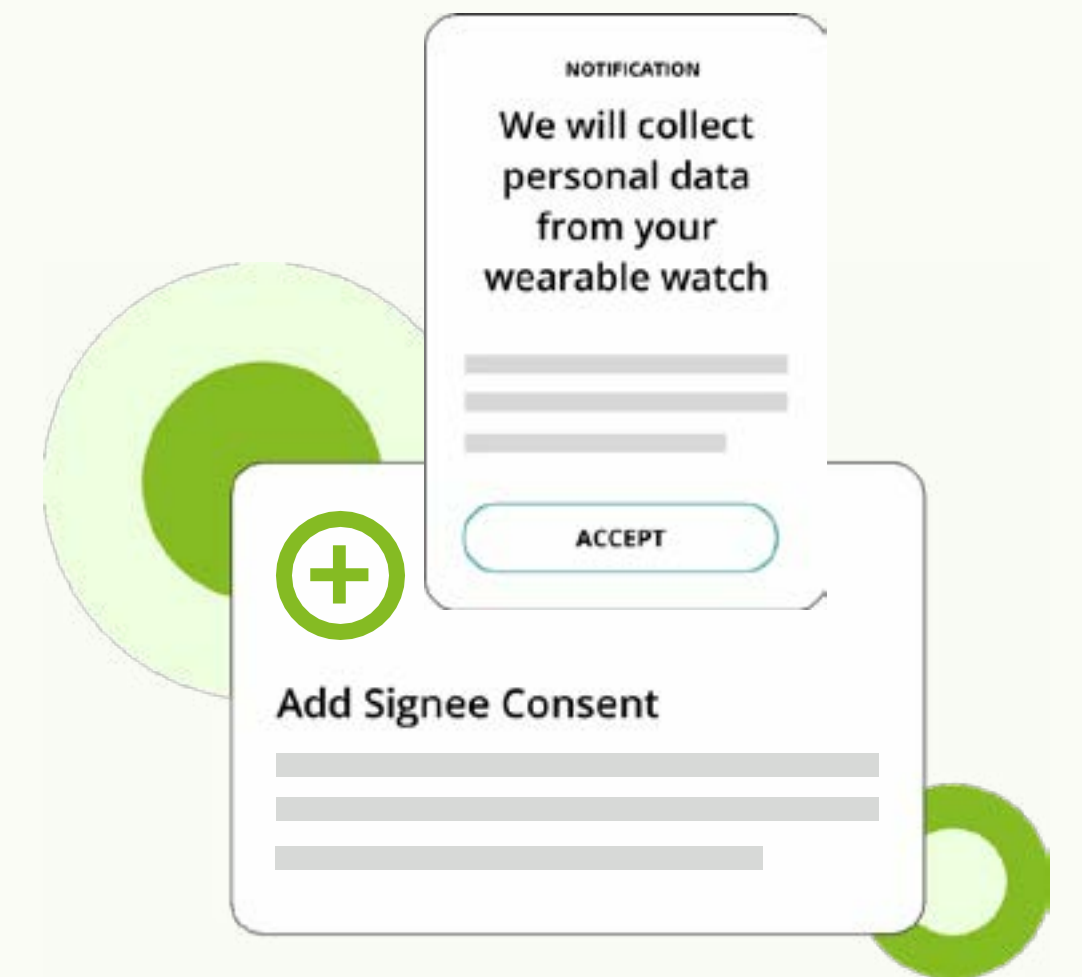 NOTIFICATION
We will collect
personal data
from your
wearable watch
ACCEPT
Add Signee Consent